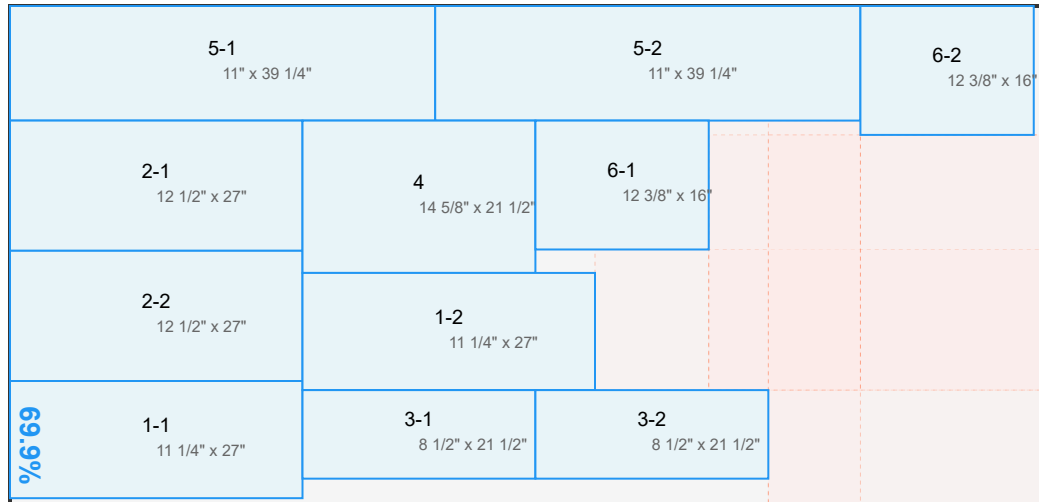 5-1
11" x 39 1/4"
5-2
11" x 39 1/4"
6-2
12 3/8" x 16"
2-1
12 1/2" x 27"
4
14 5/8" x 21 1/2"
6-1
12 3/8" x 16"
2-2
12 1/2" x 27"
1-2
11 1/4" x 27"
1-1
11 1/4" x 27"
3-1
8 1/2" x 21 1/2"
3-2
8 1/2" x 21 1/2"
69.9%